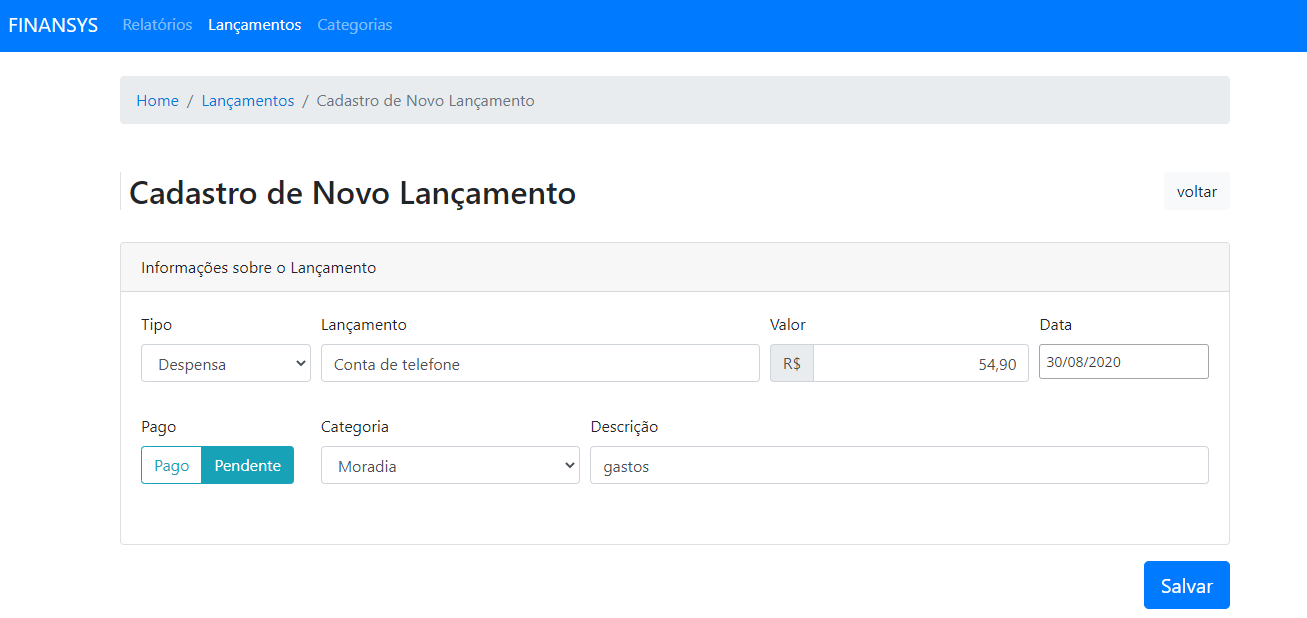 FINANSYS Relatórios Lançamentos Categorias
Home / Lançamentos / Cadastro de Novo Lançamento
Cadastro de Novo Lançamento voltar
Informações sobre o Lançamento
Tipo Lançamento Valor Data
Despensa Conta de telefone R$ 54,90 30/08/2020
Pago Categoria Descrição
Pago Pendente Moradia gastos
Salvar